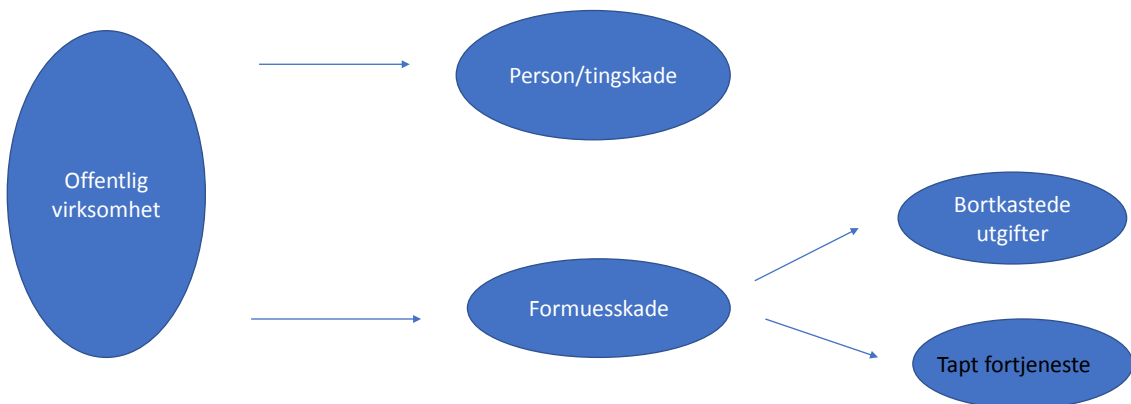 Offentlig
virksomhet
Person/tingskade
Formuesskade
Bortkastede
utgifter
Tapt fortjeneste